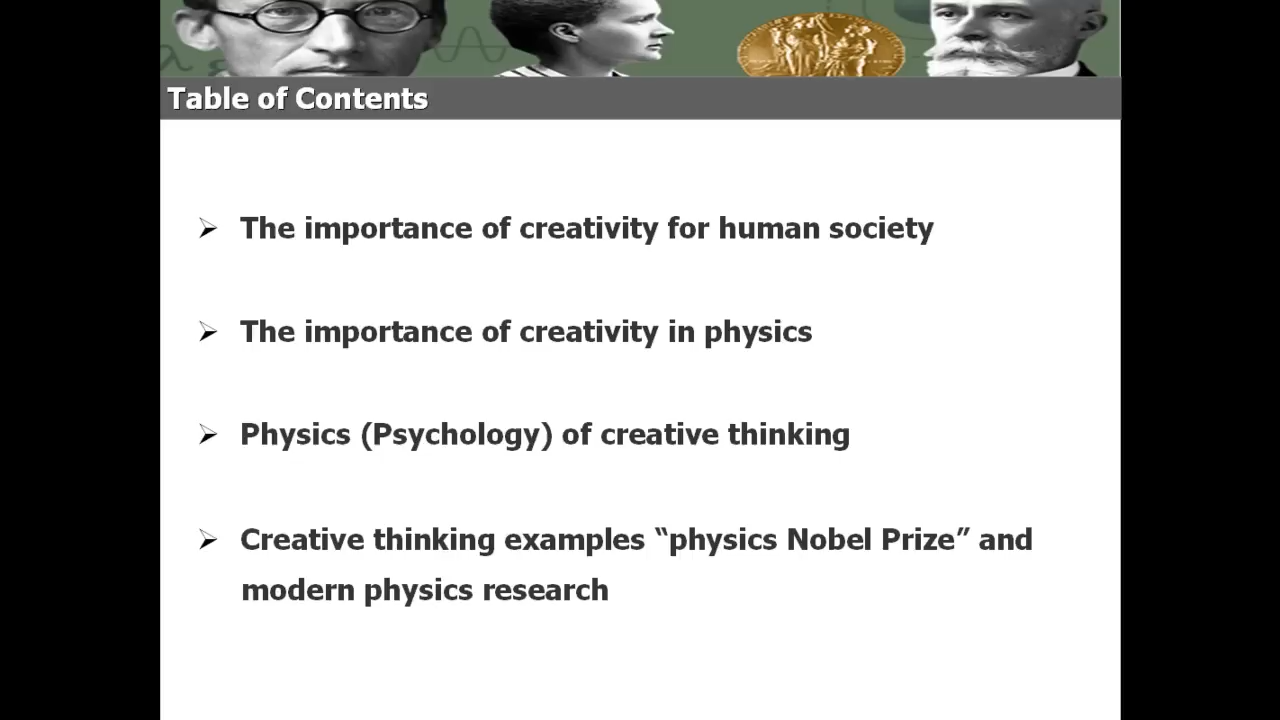 Table of Contents
The importance of creativity for human society
The importance of creativity in physics
Physics (Psychology) of creative thinking
Creative thinking examples “physics Nobel Prize” and
modern physics research